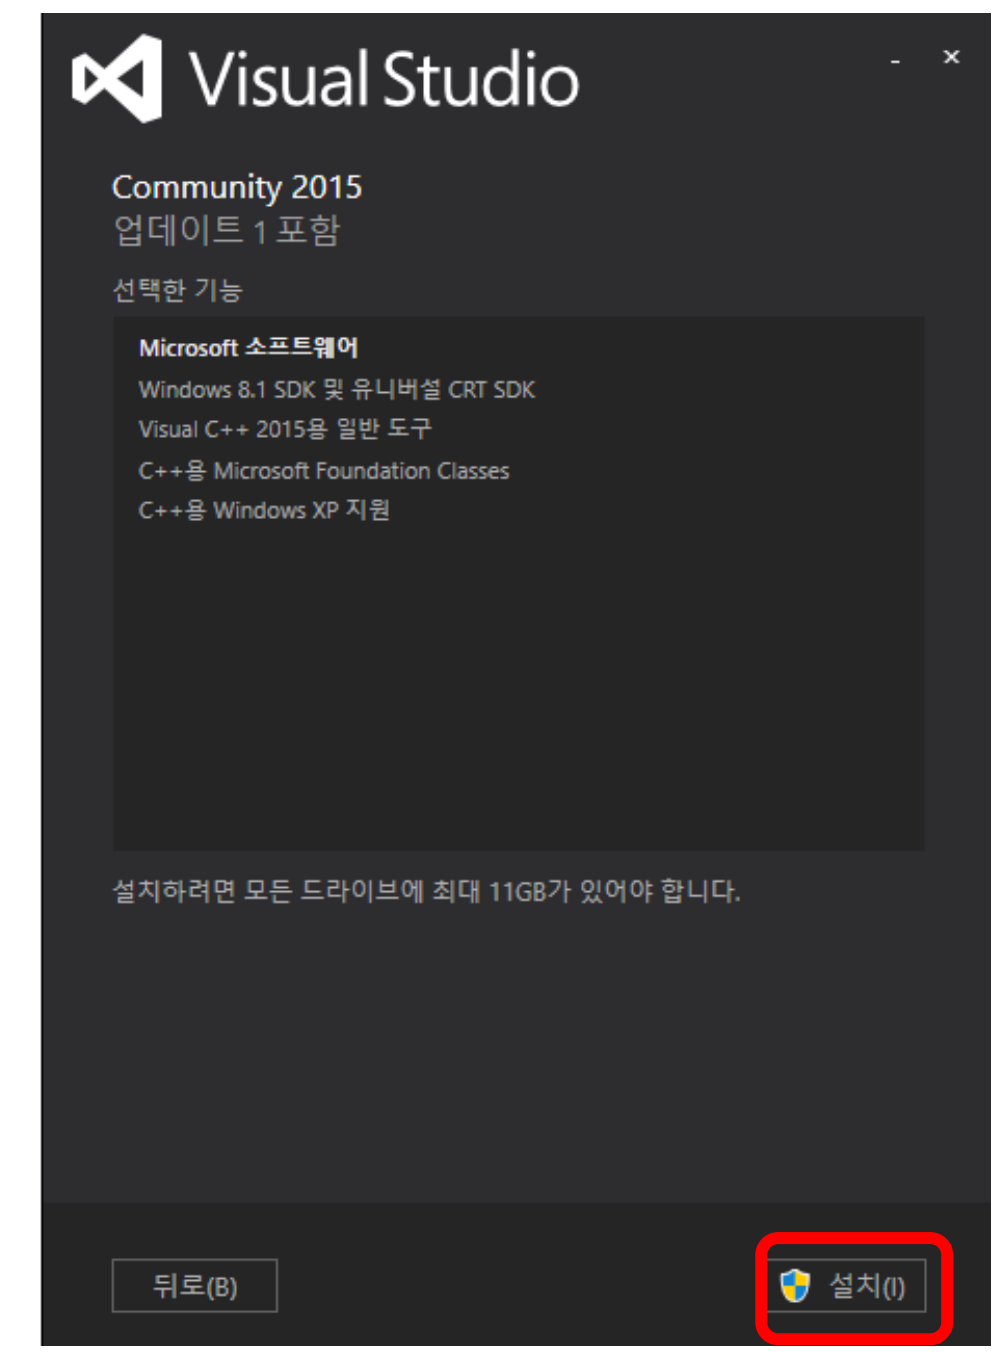 Visual Studio
Community 2015
업데이트 1 포함
선택한 기능
Microsoft 소프트웨어
Windows 8.1 SDK 및 유니버설 CRT SDK
Visual C++ 2015용 일반 도구
C++용 Microsoft Foundation Classes
C++용 Windows XP 지원
설치하려면 모든 드라이브에 최대 11GB가 있어야 합니다.
뒤로(B)
설치(I)